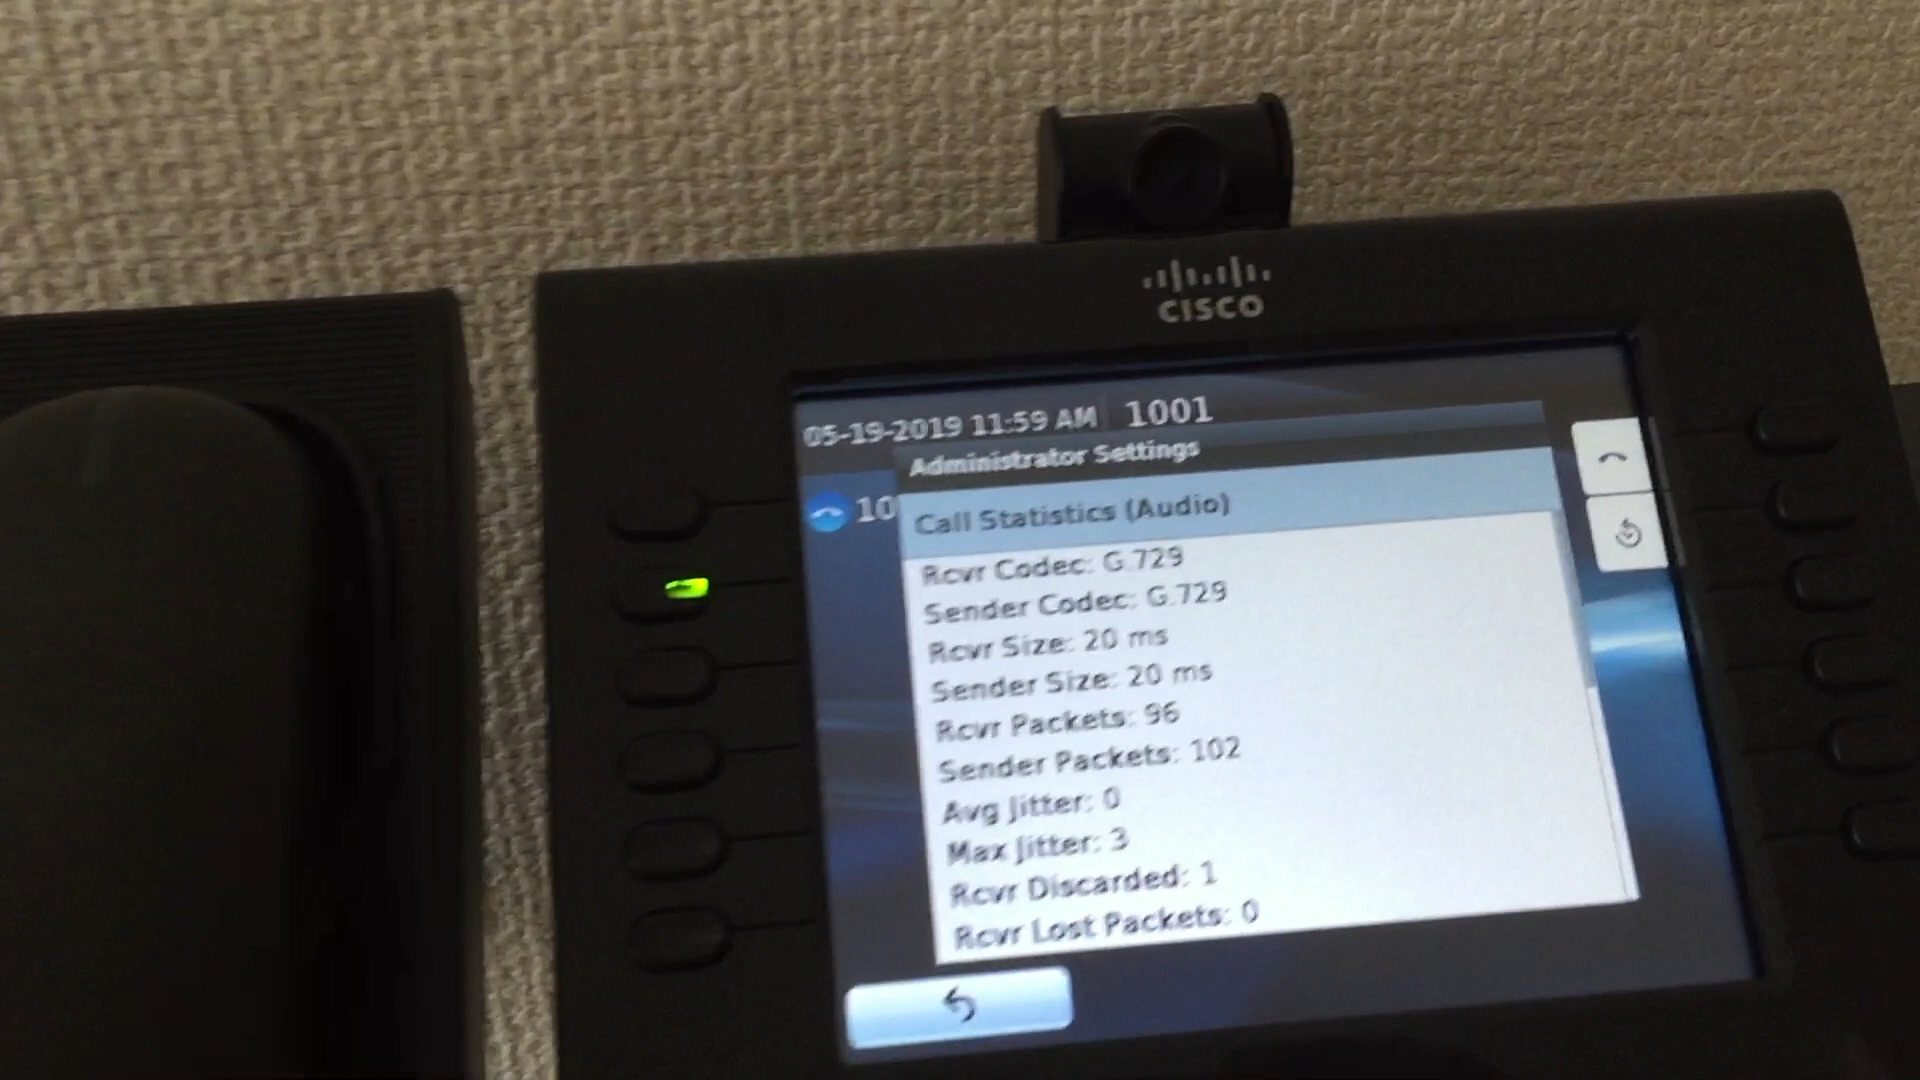 CISCO
05-19-2019 11:59 AM 1001
Administrator Settings
10
Call Statistics (Audio)
Rcvr Codec: G.729
Sender Codec: G.729
Rcvr Size: 20 ms
Sender Size: 20 ms
Rcvr Packets: 96
Sender Packets: 102
Avg Jitter: 0
Max Jitter: 3
Rcvr Discarded: 1
Rcvr Lost Packets: 0